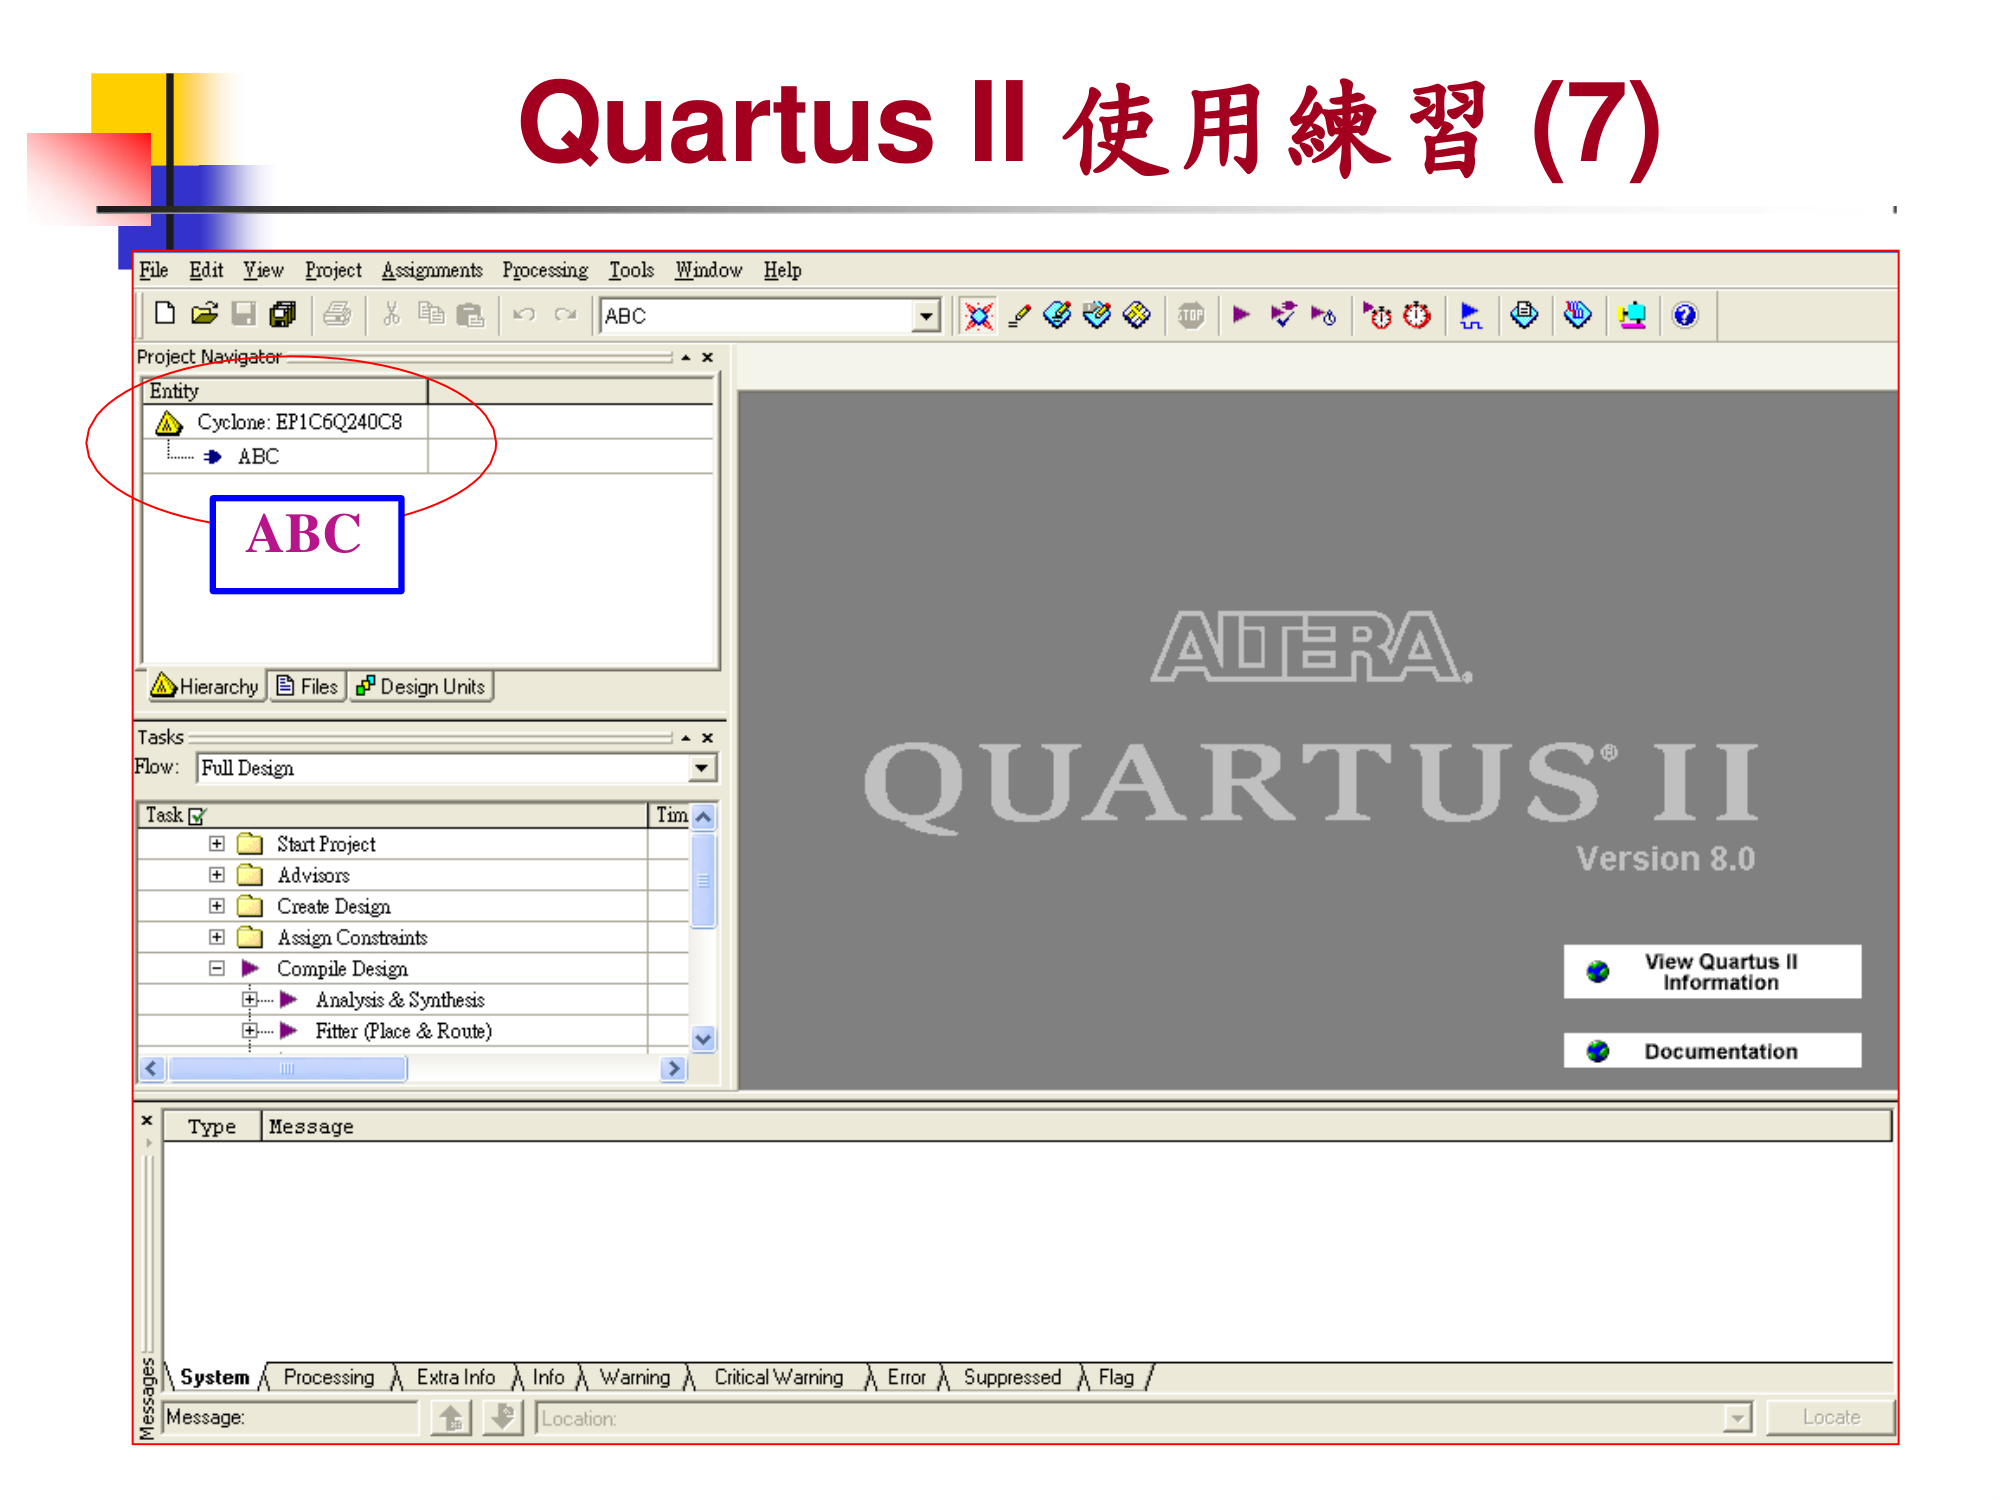 Quartus II 使用練習 (7)
File Edit View Project Assignments Processing Tools Window Help
ABC
STOP
Project Navigator
Entity
Cyclone: EP1C6Q240C8
ABC
ABC
Hierarchy Files Design Units
Tasks
Flow: Full Design
Task Tim
Start Project
Advisors
Create Design
Assign Constraints
Compile Design
Analysis & Synthesis
Fitter (Place & Route)
ALTERA®
QUARTUS® II
Version 8.0
View Quartus II
Information
Documentation
Type Message
System Processing Extra Info Info Warning Critical Warning Error Suppressed Flag
Messages
Message: Location: Locate